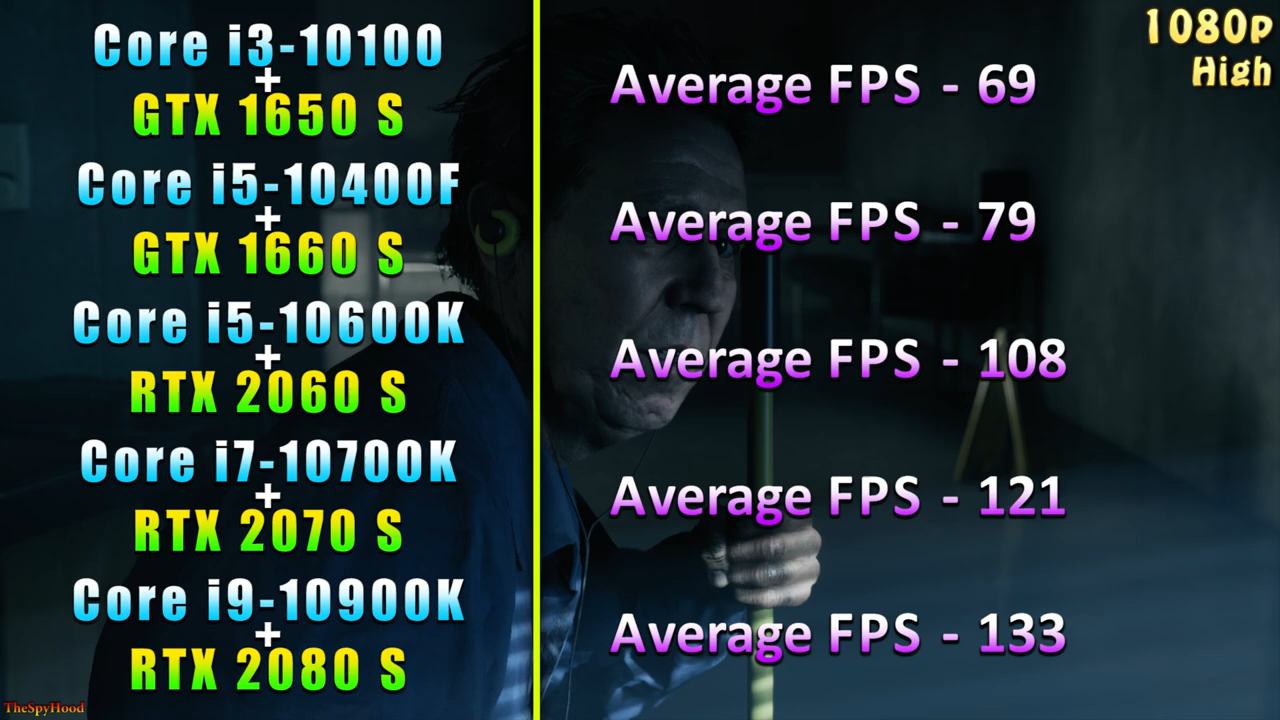 1080p
High
Core i3-10100
+
GTX 1650 S
Average FPS - 69
Core i5-10400F
+
GTX 1660 S
Average FPS - 79
Core i5-10600K
+
RTX 2060 S
Average FPS - 108
Core i7-10700K
+
RTX 2070 S
Average FPS - 121
Core i9-10900K
+
RTX 2080 S
Average FPS - 133
TheSpyHood